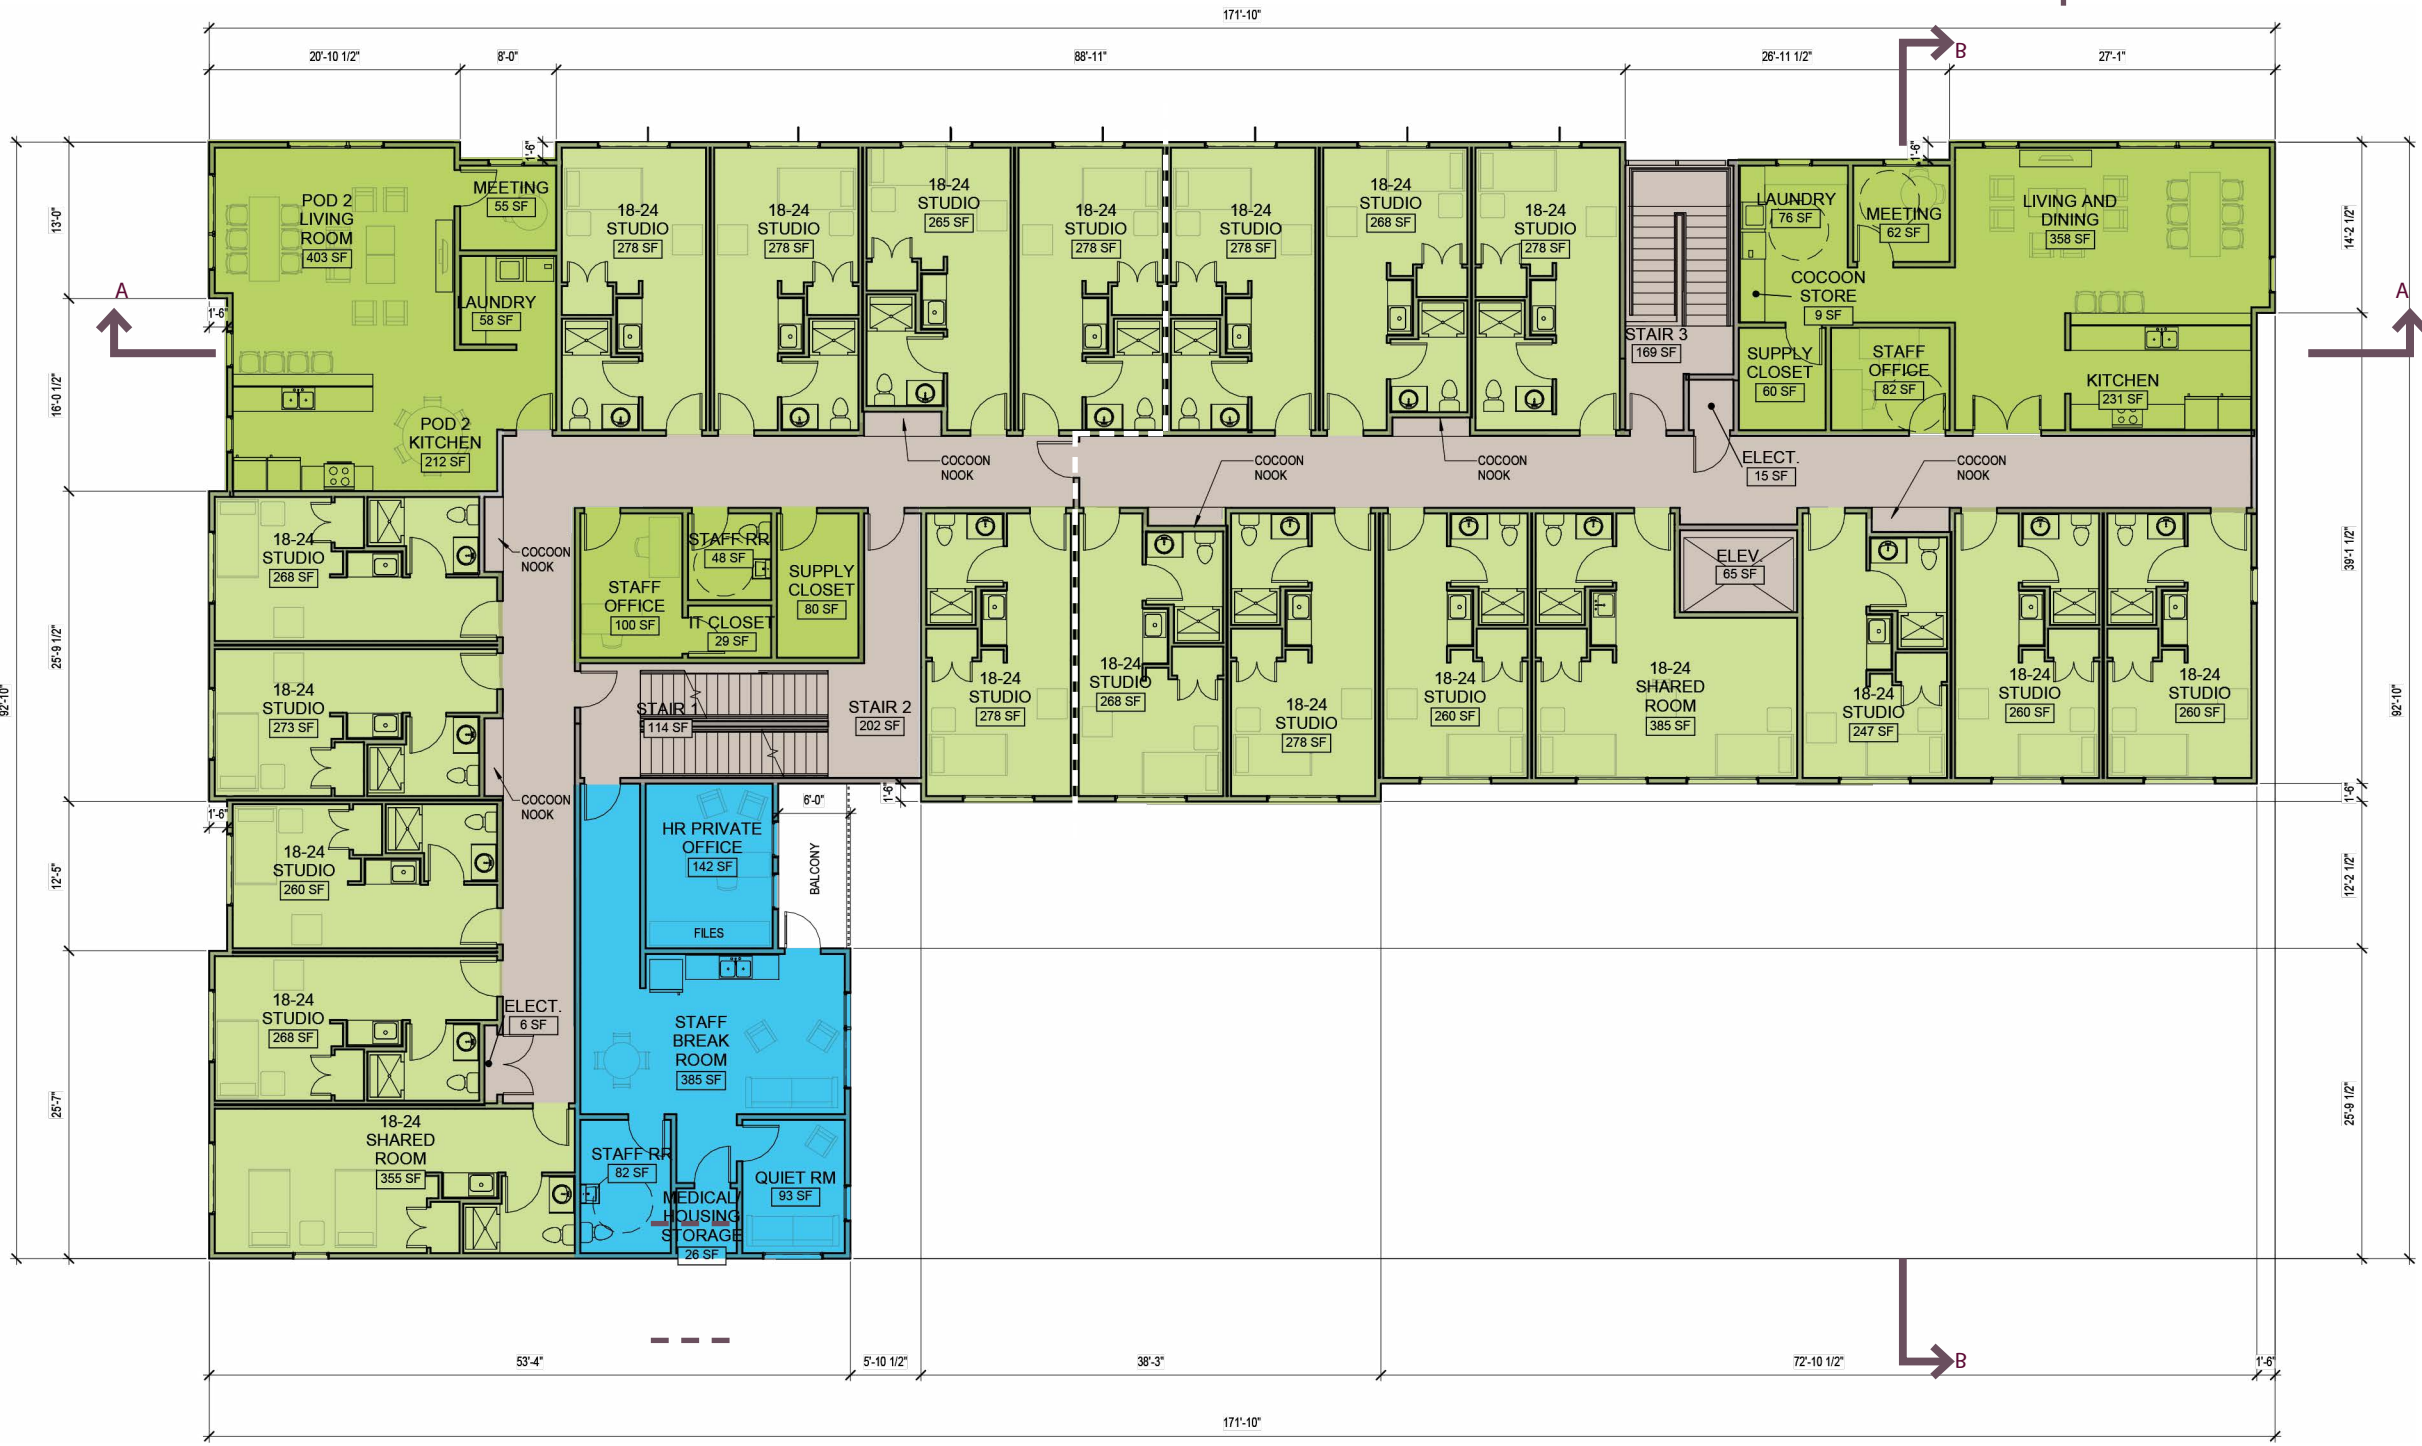 171'-10"
20'-10 1/2"
8'-0"
88'-11"
26'-11 1/2"
27'-1"
B
1'-6"
1'-6"
13'-0"
14'-2 1/2"
POD 2
LIVING
ROOM
403 SF
MEETING
55 SF
18-24
STUDIO
278 SF
18-24
STUDIO
278 SF
18-24
STUDIO
265 SF
18-24
STUDIO
278 SF
18-24
STUDIO
278 SF
18-24
STUDIO
268 SF
18-24
STUDIO
278 SF
LAUNDRY
76 SF
MEETING
62 SF
LIVING AND
DINING
358 SF
A
A
1'-6"
LAUNDRY
58 SF
COCOON
STORE
9 SF
STAIR 3
169 SF
SUPPLY
CLOSET
60 SF
STAFF
OFFICE
82 SF
KITCHEN
231 SF
16'-0 1/2"
POD 2
KITCHEN
212 SF
COCOON
NOOK
COCOON
NOOK
COCOON
NOOK
ELECT.
15 SF
COCOON
NOOK
18-24
STUDIO
268 SF
COCOON
NOOK
STAFF RR
48 SF
STAFF
OFFICE
100 SF
IT CLOSET
29 SF
SUPPLY
CLOSET
80 SF
ELEV.
65 SF
39'-1 1/2"
25'-9 1/2"
92'-10"
92'-10"
18-24
STUDIO
273 SF
STAIR 1
114 SF
STAIR 2
202 SF
18-24
STUDIO
278 SF
18-24
STUDIO
268 SF
18-24
STUDIO
278 SF
18-24
STUDIO
260 SF
18-24
SHARED
ROOM
385 SF
18-24
STUDIO
247 SF
18-24
STUDIO
260 SF
18-24
STUDIO
260 SF
COCOON
NOOK
1'-6"
6'-0"
1'-6"
1'-6"
12'-5"
12'-2 1/2"
18-24
STUDIO
260 SF
HR PRIVATE
OFFICE
142 SF
FILES
BALCONY
18-24
STUDIO
268 SF
ELECT.
6 SF
STAFF
BREAK
ROOM
385 SF
25'-7"
25'-9 1/2"
18-24
SHARED
ROOM
355 SF
STAFF RR
82 SF
MEDICAL/
HOUSING
STORAGE
26 SF
QUIET RM
93 SF
53'-4"
5'-10 1/2"
38'-3"
72'-10 1/2"
B
1'-6"
171'-10"